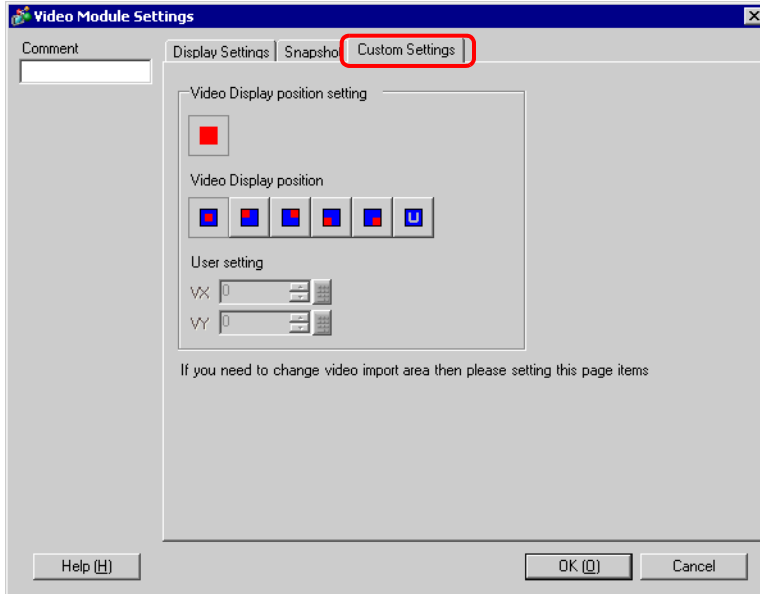 Video Module Settings
Comment
Display Settings Snapshot Custom Settings
Video Display position setting
Video Display position
U
User setting
VX 0
VY 0
If you need to change video import area then please setting this page items
Help (H) OK (O) Cancel